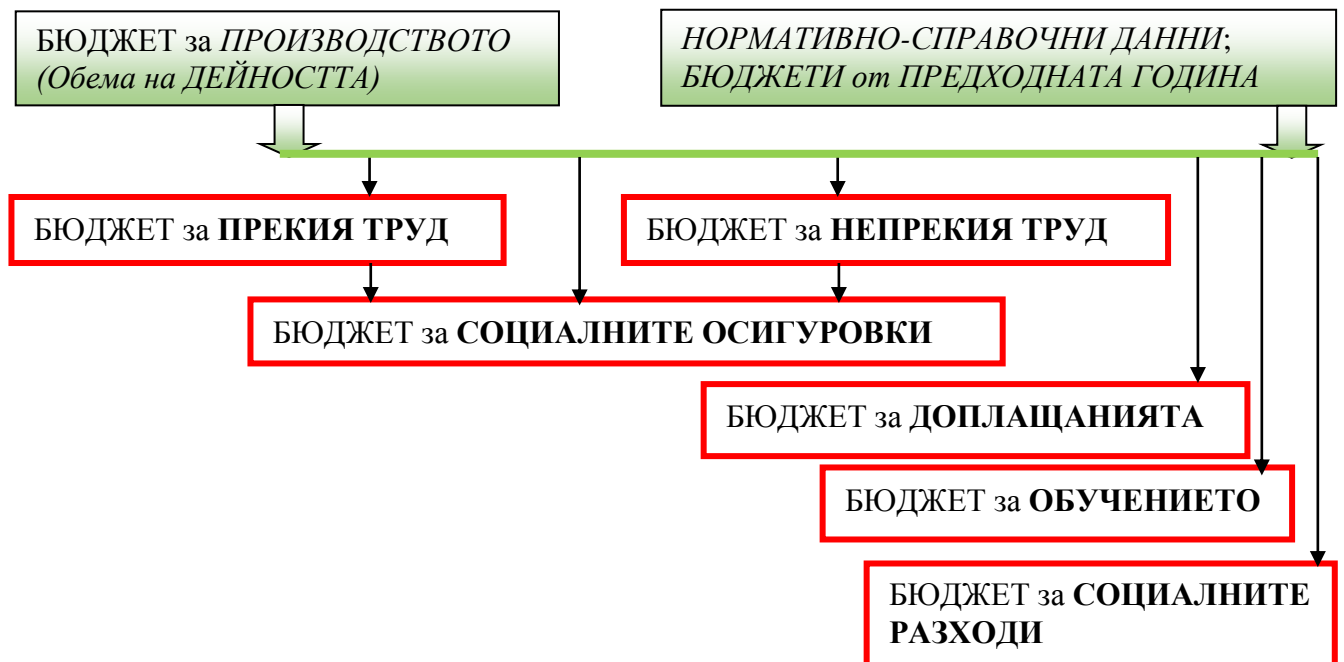 БЮДЖЕТ за ПРОИЗВОДСТВОТО
(Обема на ДЕЙНОСТТА)
НОРМАТИВНО-СПРАВОЧНИ ДАННИ;
БЮДЖЕТИ от ПРЕДХОДНАТА ГОДИНА
БЮДЖЕТ за ПРЕКИЯ ТРУД
БЮДЖЕТ за НЕПРЕКИЯ ТРУД
БЮДЖЕТ за СОЦИАЛНИТЕ ОСИГУРОВКИ
БЮДЖЕТ за ДОПЛАЩАНИЯТА
БЮДЖЕТ за ОБУЧЕНИЕТО
БЮДЖЕТ за СОЦИАЛНИТЕ
РАЗХОДИ